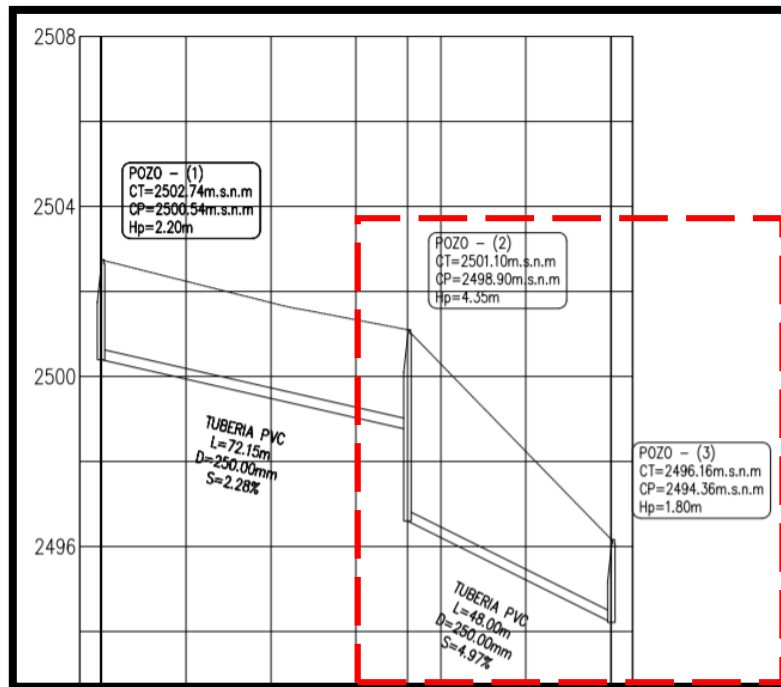 2508
POZO - (1)
CT=2502.74m.s.n.m
CP=2500.54m.s.n.m
Hp=2.20m
2504
POZO - (2)
CT=2501.10m.s.n.m
CP=2498.90m.s.n.m
Hp=4.35m
2500
TUBERIA PVC
L=72.15m
D=250.00mm
S=2.28%
POZO - (3)
CT=2496.16m.s.n.m
CP=2494.36m.s.n.m
Hp=1.80m
2496
TUBERIA PVC
L=48.00m
D=250.00mm
S=4.97%